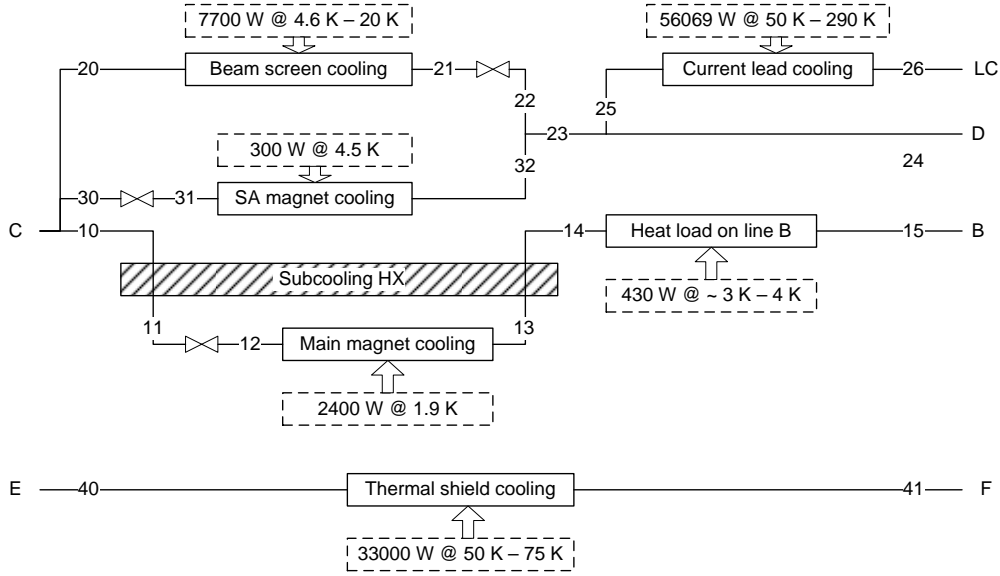 7700 W @ 4.6 K – 20 K
56069 W @ 50 K – 290 K
20
Beam screen cooling
21
Current lead cooling
26
LC
22
25
23
D
300 W @ 4.5 K
32
24
30
31
SA magnet cooling
C
10
14
Heat load on line B
15
B
Subcooling HX
430 W @ ~ 3 K – 4 K
11
13
12
Main magnet cooling
2400 W @ 1.9 K
E
40
Thermal shield cooling
41
F
33000 W @ 50 K – 75 K